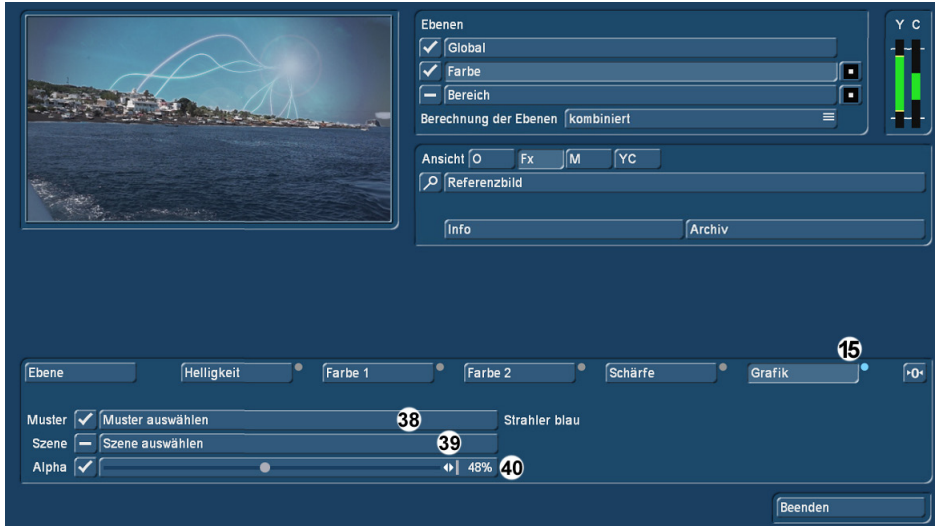 Ebenen
Global
Farbe
Bereich
Berechnung der Ebenen kombiniert
Y C
Ansicht O Fx M YC
Referenzbild
Info Archiv
15
Ebene Helligkeit Farbe 1 Farbe 2 Schärfe Grafik 0
Muster Muster auswählen 38 Strahler blau
Szene Szene auswählen 39
Alpha 48% 40
Beenden